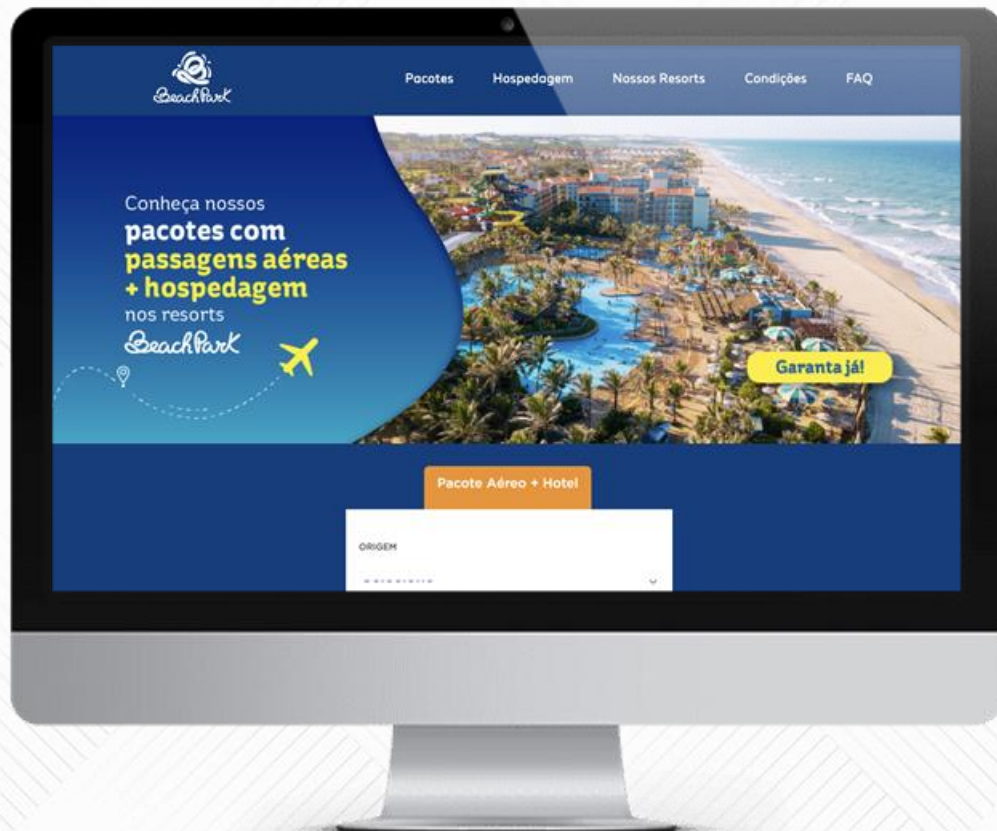 BeachPark
Pacotes Hospedagem Nossos Resorts Condições FAQ
Conheça nossos
pacotes com
passagens aéreas
+ hospedagem
nos resorts
BeachPark
Garanta já!
Pacote Aéreo + Hotel
ORIGEM